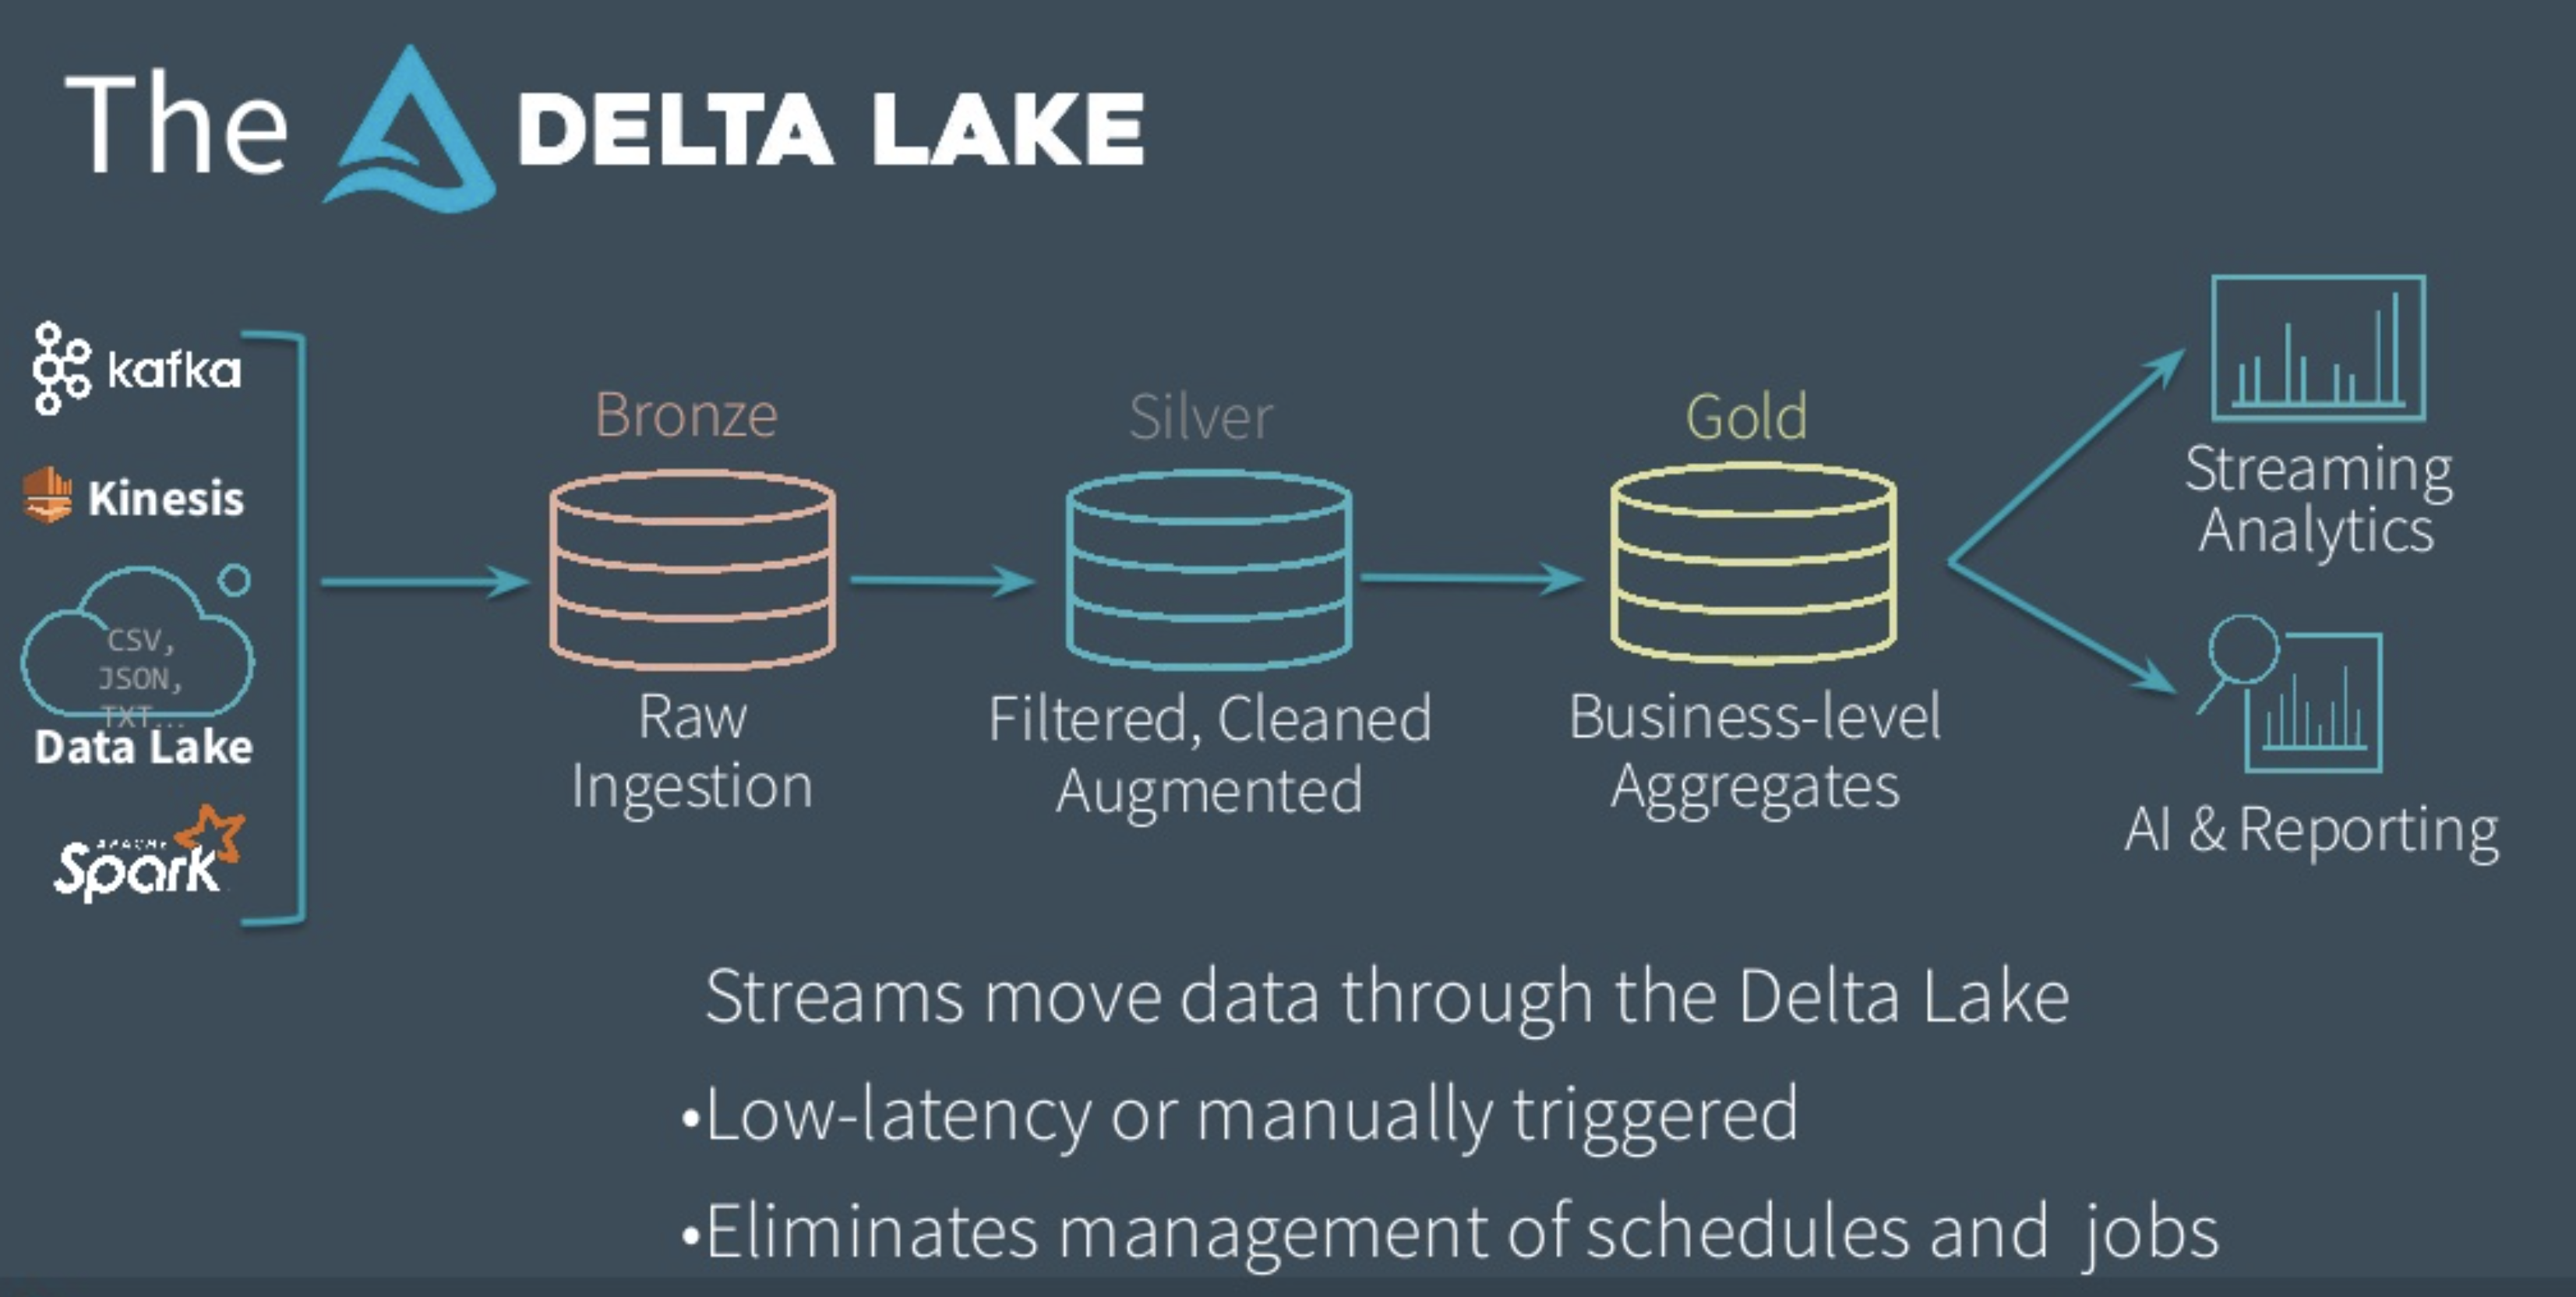 The DELTA LAKE
kafka
Kinesis
CSV,
JSON,
TXT...
Data Lake
APACHE
Spark
Bronze
Raw
Ingestion
Silver
Filtered, Cleaned
Augmented
Gold
Business-level
Aggregates
Streaming
Analytics
AI & Reporting
Streams move data through the Delta Lake
•Low-latency or manually triggered
•Eliminates management of schedules and jobs